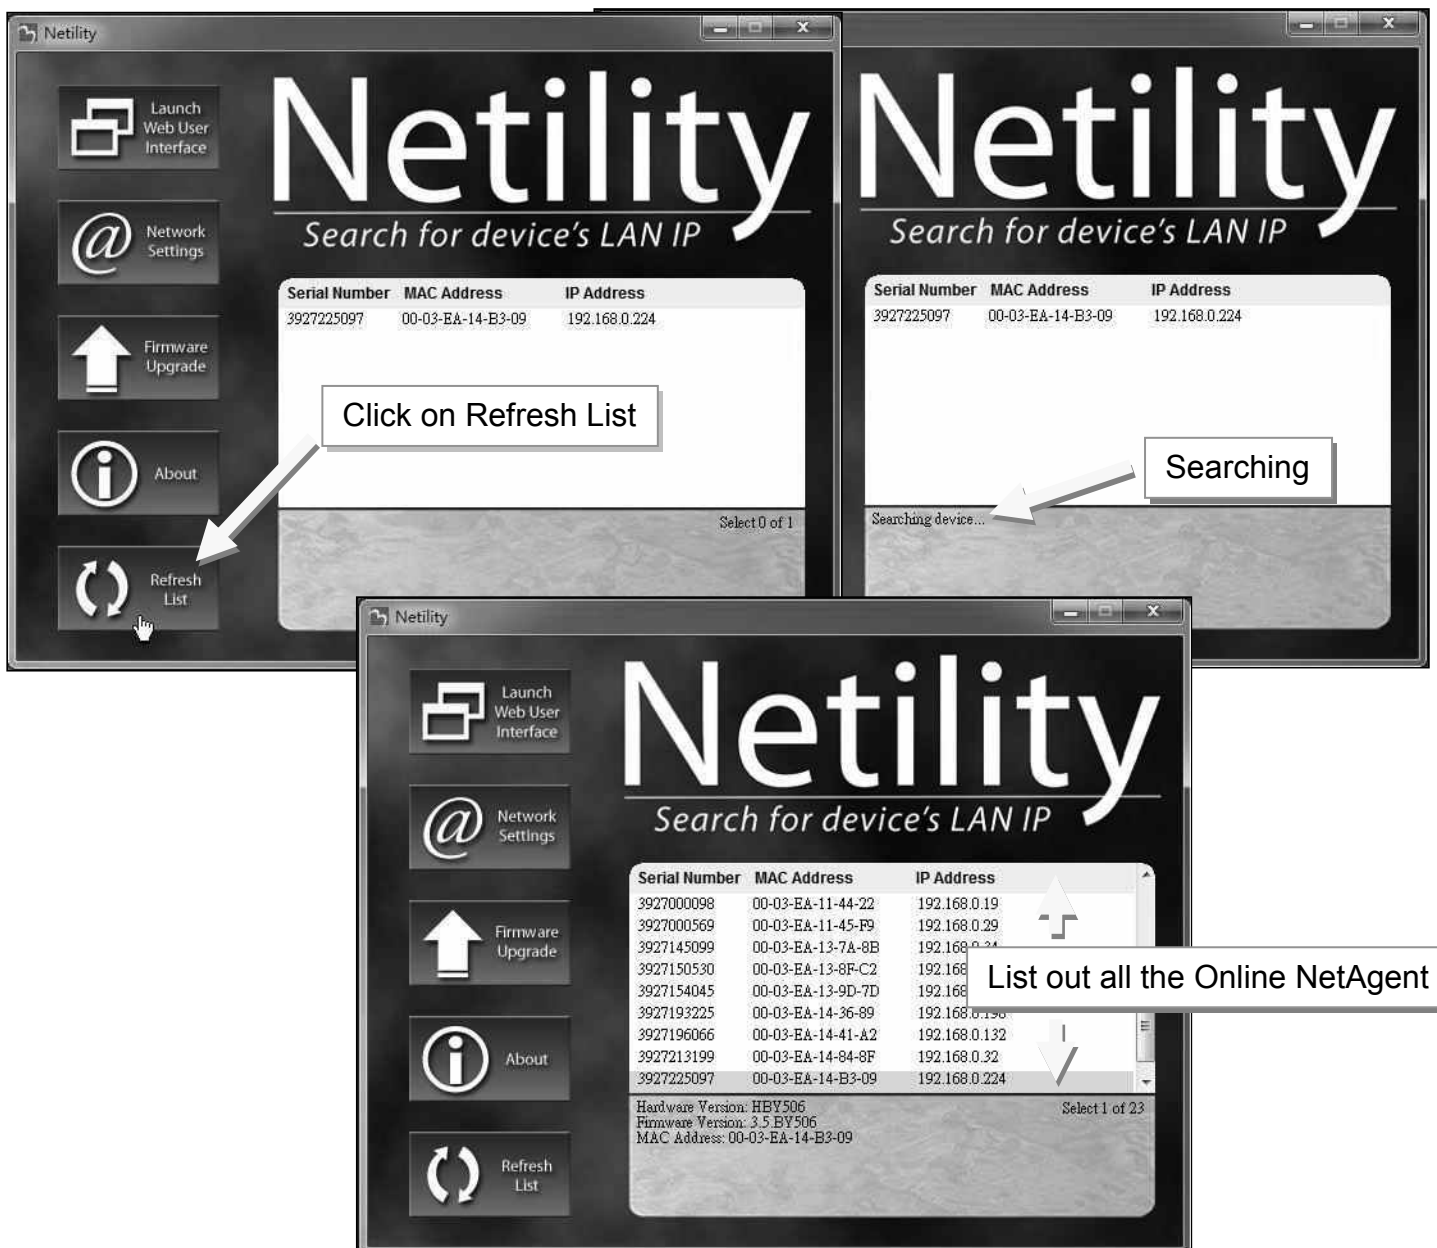 Netility
Launch
Web User
Interface
Network
Settings
Firmware
Upgrade
About
Refresh
List
Netility
Search for device's LAN IP
Serial Number MAC Address IP Address
3927225097 00-03-EA-14-B3-09 192.168.0.224
Click on Refresh List
Select 0 of 1
Netility
Search for device's LAN IP
Serial Number MAC Address IP Address
3927225097 00-03-EA-14-B3-09 192.168.0.224
Searching
Searching device...
Netility
Launch
Web User
Interface
Network
Settings
Firmware
Upgrade
About
Refresh
List
Netility
Search for device's LAN IP
Serial Number MAC Address IP Address
3927000098 00-03-EA-11-44-22 192.168.0.19
3927000569 00-03-EA-11-45-F9 192.168.0.29
3927145099 00-03-EA-13-7A-8B
3927150530 00-03-EA-13-8F-C2 192.168
3927154045 00-03-EA-13-9D-7D 192.168
3927193225 00-03-EA-14-36-89 192.168.0.198
3927196066 00-03-EA-14-41-A2 192.168.0.132
3927213199 00-03-EA-14-84-8F 192.168.0.32
3927225097 00-03-EA-14-B3-09 192.168.0.224
List out all the Online NetAgent
Hardware Version: HBY506
Firmware Version: 3.5.BY506
MAC Address: 00-03-EA-14-B3-09
Select 1 of 23